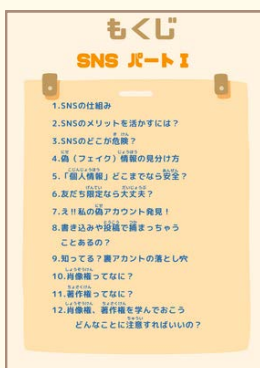 もくじ
SNS パートI
1.SNSの仕組み
2.SNSのメリットを活かすには？
3.SNSのどこが危険？
4.偽（フェイク）情報の見分け方
5.「個人情報」どこまでなら安全？
6.友だち限定なら大丈夫？
7.え!!私の偽アカウント発見！
8.書き込みや投稿で捕まっちゃう
ことあるの？
9.知ってる？裏アカントの落とし穴
10.肖像権ってなに？
11.著作権ってなに？
12.肖像権、著作権を学んでおこう
どんなことに注意すればいいの？